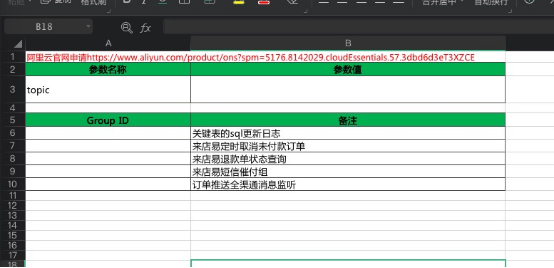 格式刷
合并居中
自动换行
B18
fx
A B
1 阿里云官网申请https://www.aliyun.com/product/ons?spm=5176.8142029.cloudEssentials.57.3dbd6d3eT3XZCE
2 参数名称 参数值
3 topic
4
5 Group ID 备注
6 关键表的sql更新日志
7 来店易定时取消未付款订单
8 来店易退款单状态查询
9 来店易短信催付组
10 订单推送全渠通消息监听
11
12
13
14
15
16
17
18